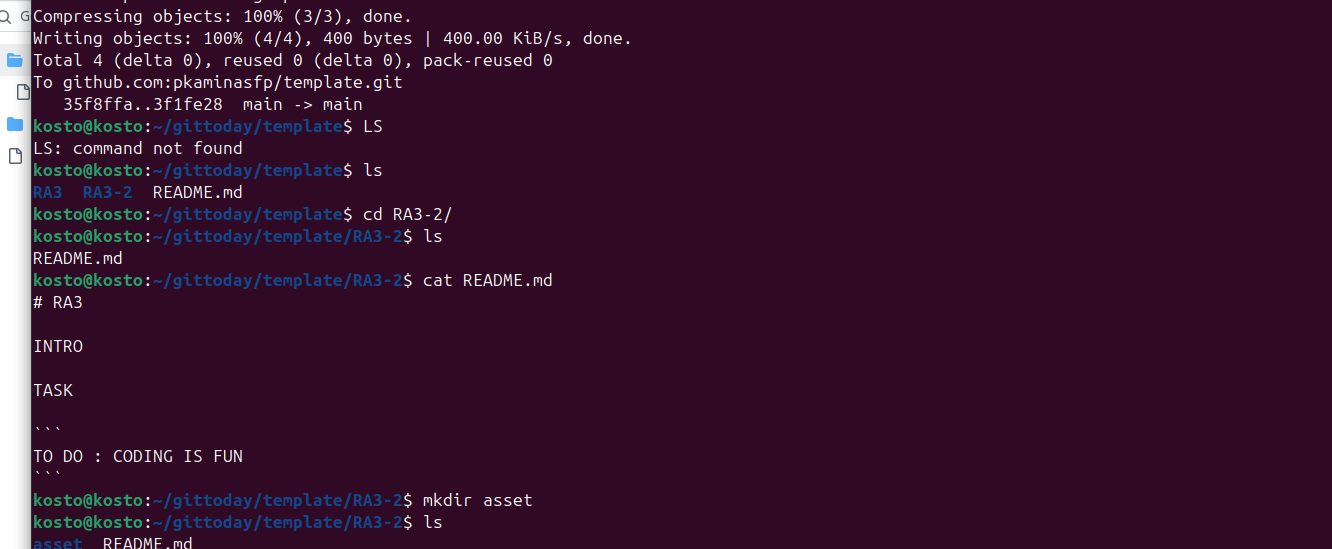 G
Compressing objects: 100% (3/3), done.
Writing objects: 100% (4/4), 400 bytes | 400.00 KiB/s, done.
Total 4 (delta 0), reused 0 (delta 0), pack-reused 0
To github.com:pkaminasfp/template.git
   35f8ffa..3f1fe28  main -> main
kosto@kosto:~/gittoday/template$ LS
LS: command not found
kosto@kosto:~/gittoday/template$ ls
RA3  RA3-2  README.md
kosto@kosto:~/gittoday/template$ cd RA3-2/
kosto@kosto:~/gittoday/template/RA3-2$ ls
README.md
kosto@kosto:~/gittoday/template/RA3-2$ cat README.md
# RA3
INTRO
TASK
```
TO DO : CODING IS FUN
```
kosto@kosto:~/gittoday/template/RA3-2$ mkdir asset
kosto@kosto:~/gittoday/template/RA3-2$ ls
asset  README.md